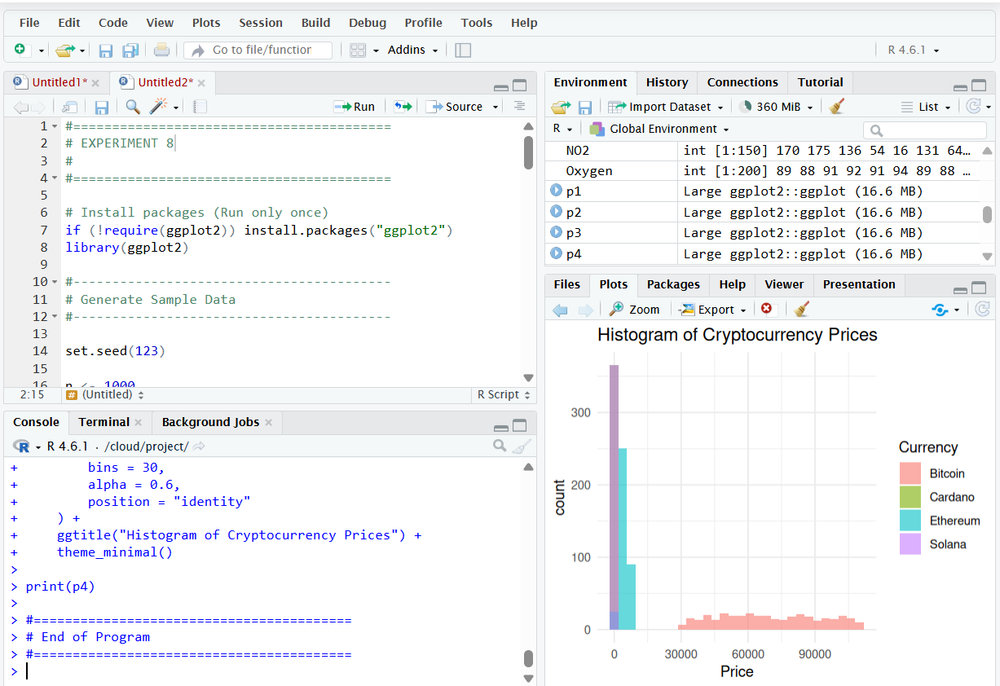 File Edit Code View Plots Session Build Debug Profile Tools Help
Go to file/function Addins R 4.6.1
Untitled1* Untitled2*
Run Source
1 #=========================================
2 # EXPERIMENT 8
3 #
4 #=========================================
5
6 # Install packages (Run only once)
7 if (!require(ggplot2)) install.packages("ggplot2")
8 library(ggplot2)
9
10 #-----------------------------------------
11 # Generate Sample Data
12 #-----------------------------------------
13
14 set.seed(123)
15
16 n <- 1000
2:15 # (Untitled) R Script
Console Terminal Background Jobs
R 4.6.1 . /cloud/project/
+ bins = 30,
+ alpha = 0.6,
+ position = "identity"
+ ) +
+ ggtitle("Histogram of Cryptocurrency Prices") +
+ theme_minimal()
>
> print(p4)
>
> #=========================================
> # End of Program
> #=========================================
>
Environment History Connections Tutorial
Import Dataset 360 MiB List
R Global Environment
NO2 int [1:150] 170 175 136 54 16 131 64…
Oxygen int [1:200] 89 88 91 92 91 94 89 88 …
p1 Large ggplot2::ggplot (16.6 MB)
p2 Large ggplot2::ggplot (16.6 MB)
p3 Large ggplot2::ggplot (16.6 MB)
p4 Large ggplot2::ggplot (16.6 MB)
Files Plots Packages Help Viewer Presentation
Zoom Export
Histogram of Cryptocurrency Prices
300
200
100
0
count
0 30000 60000 90000
Price
Currency
Bitcoin
Cardano
Ethereum
Solana